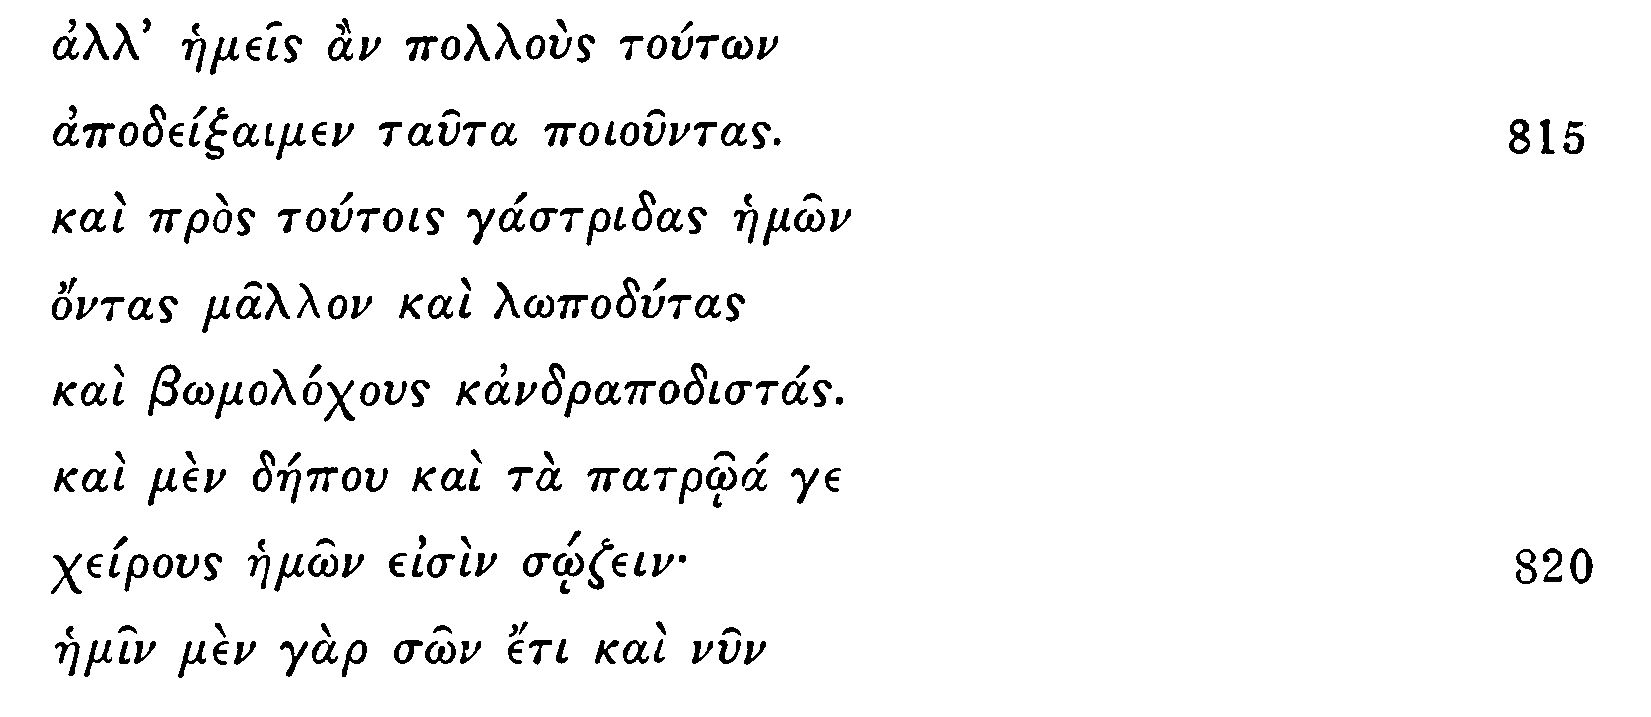 ἀλλ’ ἡμεῖς ἂν πολλοὺς τούτων
ἀποδείξαιμεν ταῦτα ποιοῦντας. 815
καὶ πρὸς τούτοις γάστριδας ἡμῶν
ὄντας μᾶλλον καὶ λωποδύτας
καὶ βωμολόχους κἀνδραποδιστάς.
καὶ μὲν δήπου καὶ τὰ πατρῷά γε
χείρους ἡμῶν εἰσὶν σῴζειν· 820
ἡμῖν μὲν γὰρ σῶν ἔτι καὶ νῦν